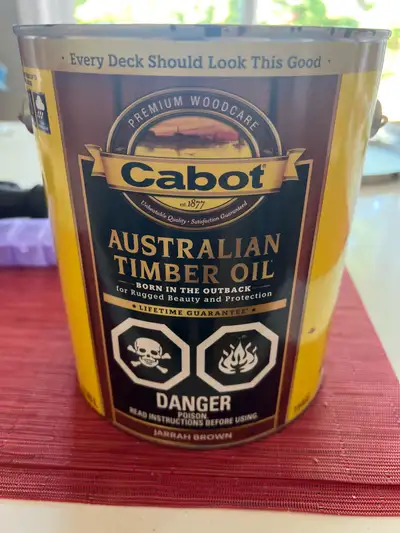 · Every Deck Should Look This Good ·
PREMIUM WOODCARE
Cabot®
est 1877
Unbeatable Quality • Satisfaction Guaranteed
AUSTRALIAN
TIMBER OIL®
BORN IN THE OUTBACK
for Rugged Beauty and Protection
• LIFETIME GUARANTEE* •
DANGER
POISON.
READ INSTRUCTIONS BEFORE USING.
JARRAH BROWN